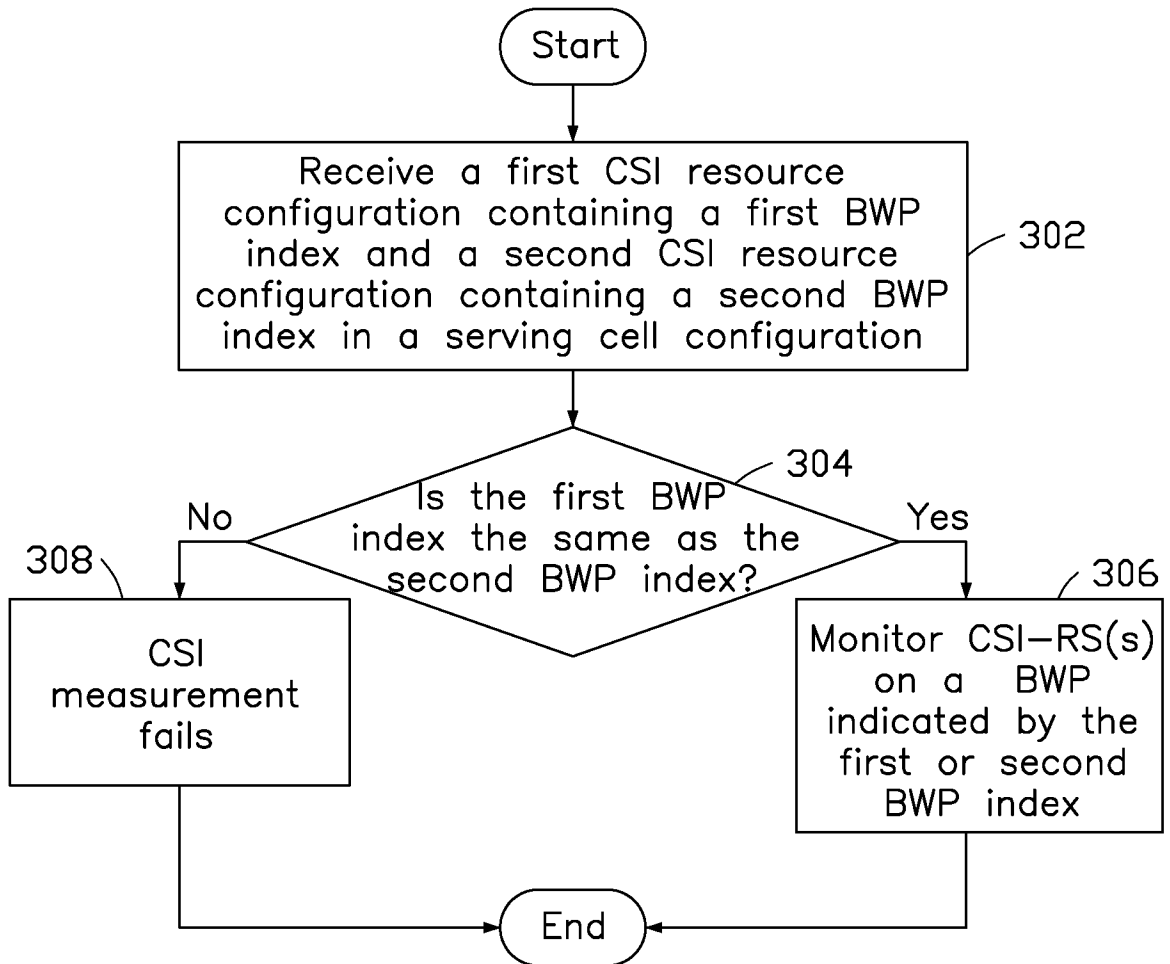 Start
Receive a first CSI resource
configuration containing a first BWP
index and a second CSI resource
configuration containing a second BWP
index in a serving cell configuration
302
304
Is the first BWP
index the same as the
second BWP index?
No
Yes
308
CSI
measurement
fails
306
Monitor CSI–RS(s)
on a BWP
indicated by the
first or second
BWP index
End